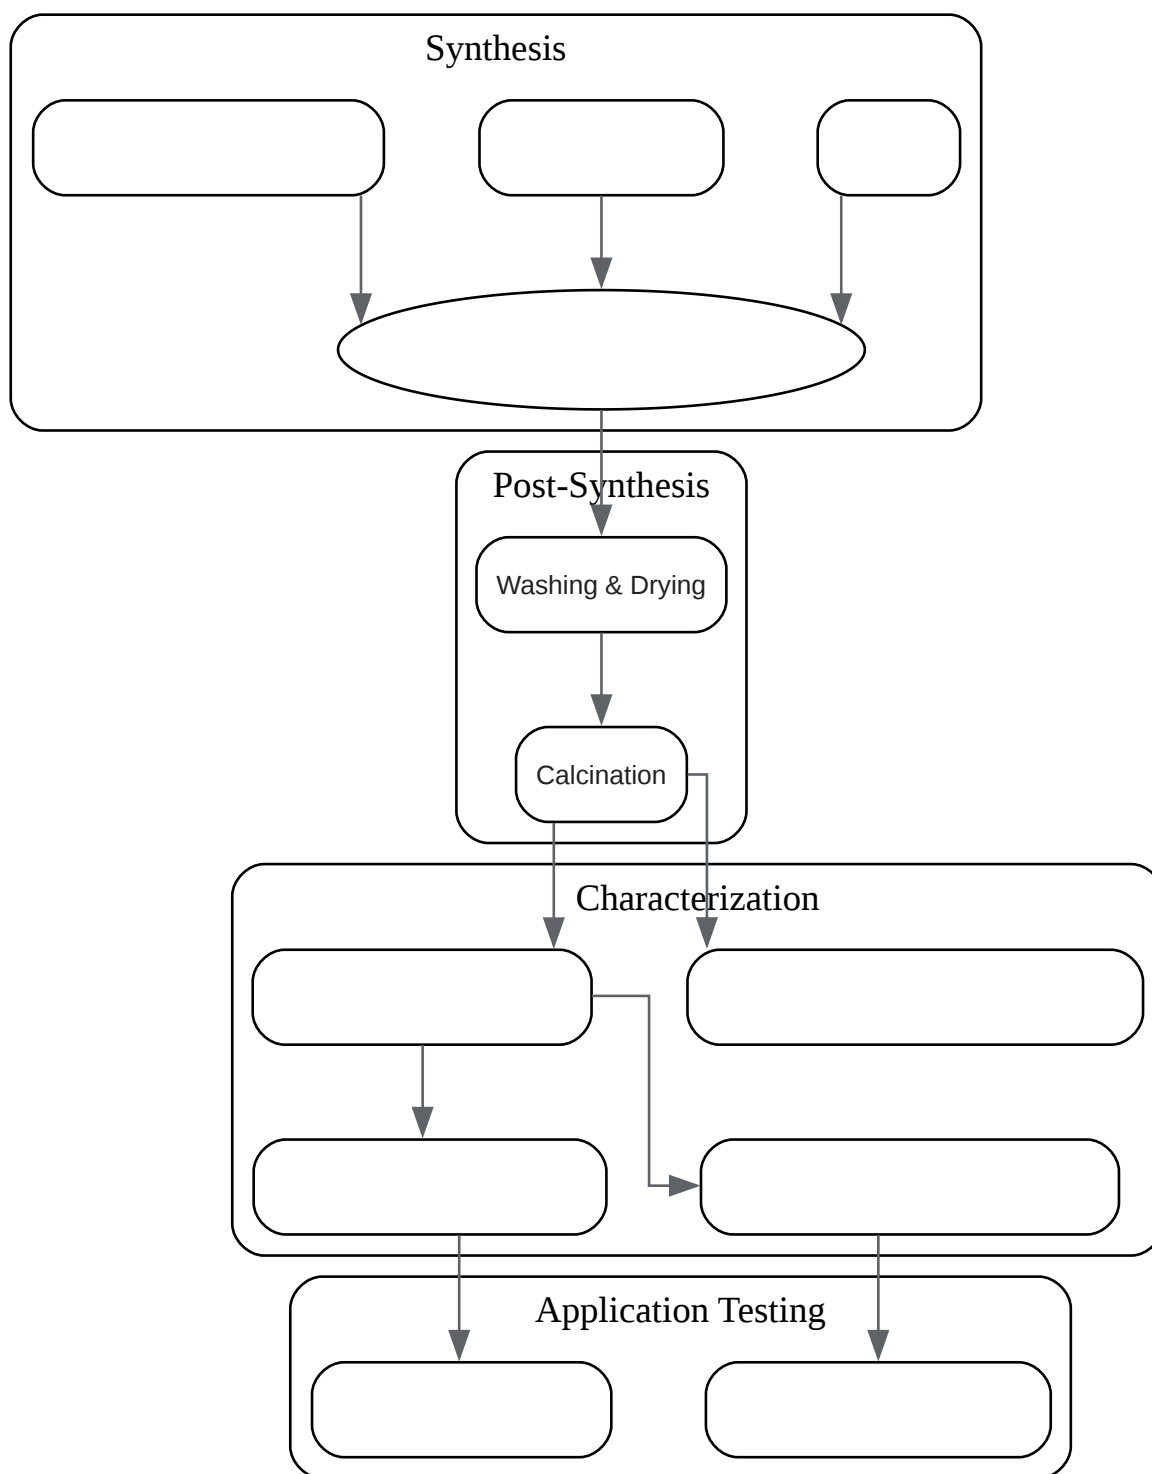 Synthesis
Post-Synthesis
Washing & Drying
Calcination
Characterization
Application Testing